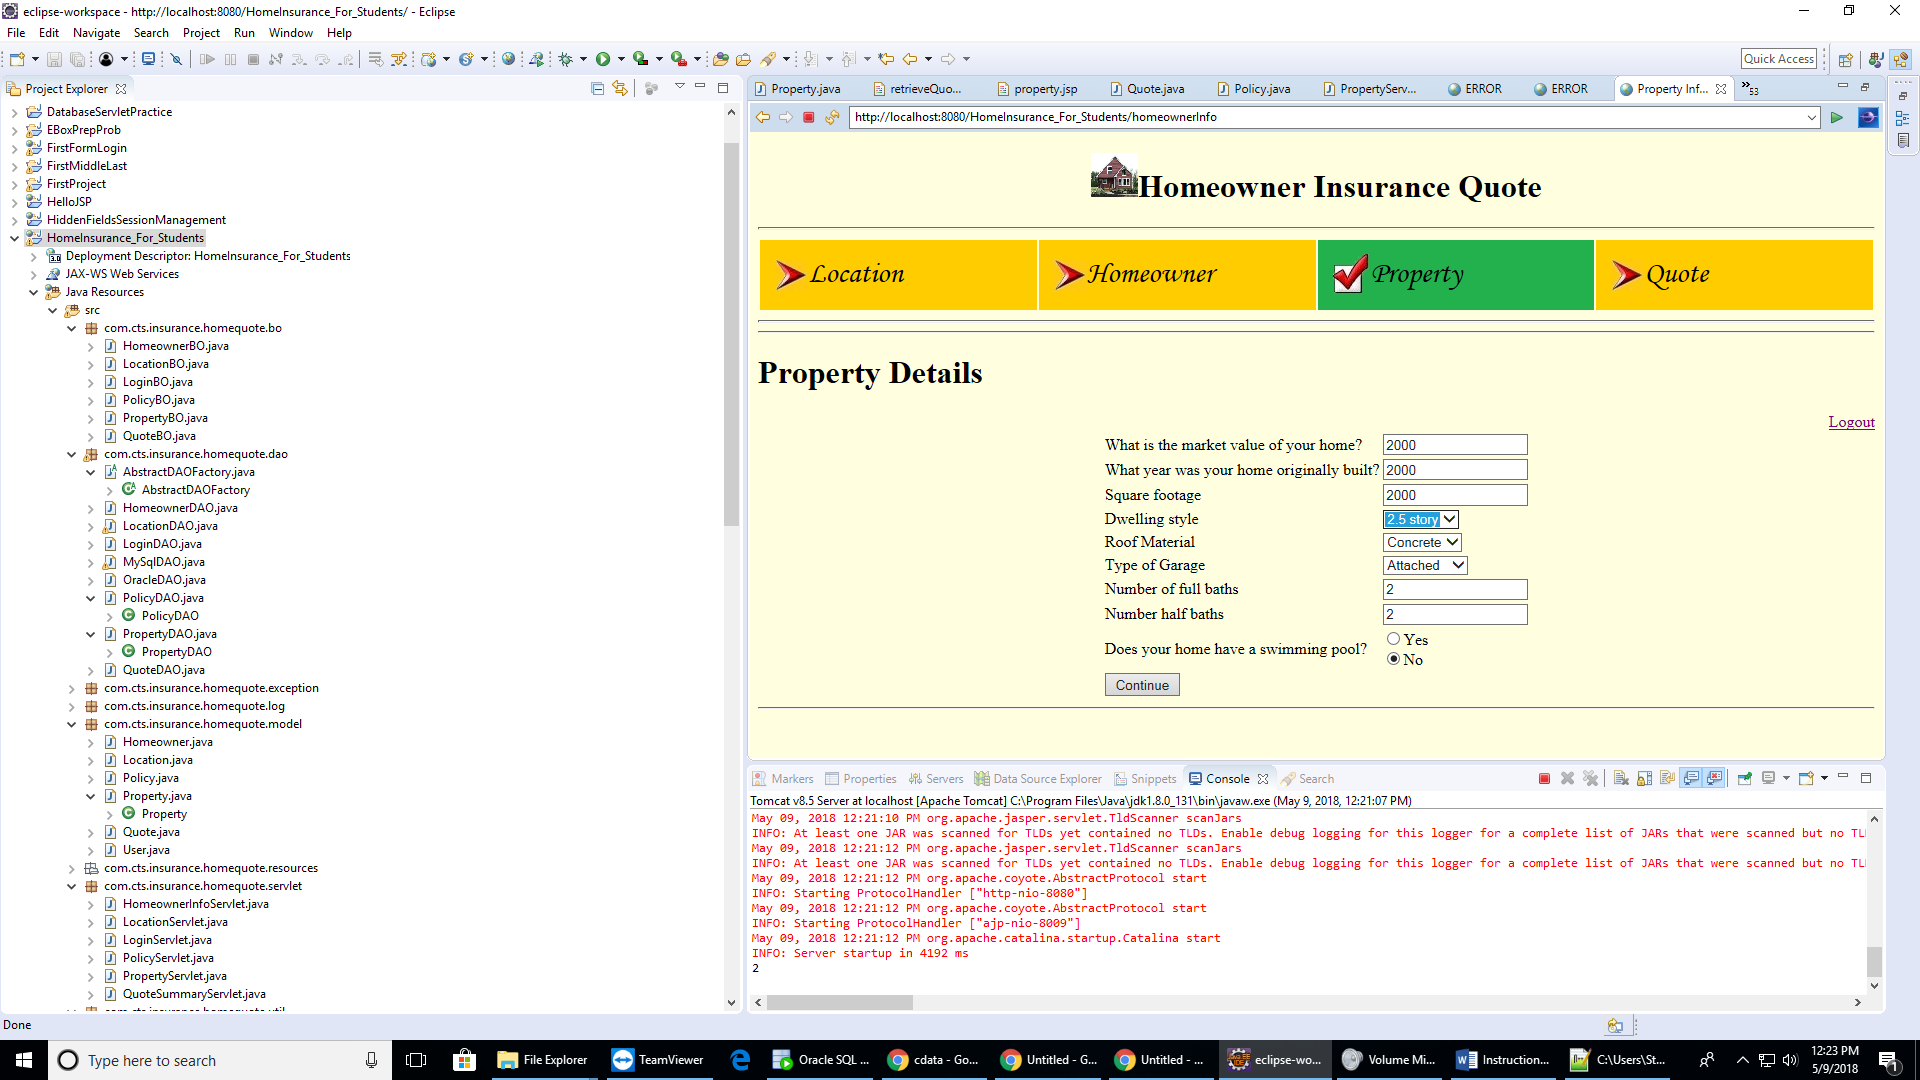 eclipse-workspace - http://localhost:8080/HomeInsurance_For_Students/ - Eclipse
File Edit Navigate Search Project Run Window Help
Quick Access
Project Explorer
DatabaseServletPractice
EBoxPrepProb
FirstFormLogin
FirstMiddleLast
FirstProject
HelloJSP
HiddenFieldsSessionManagement
HomeInsurance_For_Students
Deployment Descriptor: HomeInsurance_For_Students
JAX-WS Web Services
Java Resources
src
com.cts.insurance.homequote.bo
HomeownerBO.java
LocationBO.java
LoginBO.java
PolicyBO.java
PropertyBO.java
QuoteBO.java
com.cts.insurance.homequote.dao
AbstractDAOFactory.java
AbstractDAOFactory
HomeownerDAO.java
LocationDAO.java
LoginDAO.java
MySqlDAO.java
OracleDAO.java
PolicyDAO.java
PolicyDAO
PropertyDAO.java
PropertyDAO
QuoteDAO.java
com.cts.insurance.homequote.exception
com.cts.insurance.homequote.log
com.cts.insurance.homequote.model
Homeowner.java
Location.java
Policy.java
Property.java
Property
Quote.java
User.java
com.cts.insurance.homequote.resources
com.cts.insurance.homequote.servlet
HomeownerInfoServlet.java
LocationServlet.java
LoginServlet.java
PolicyServlet.java
PropertyServlet.java
QuoteSummaryServlet.java
Property.java retrieveQuo... property.jsp Quote.java Policy.java PropertyServ... ERROR ERROR Property Inf... 53
http://localhost:8080/HomeInsurance_For_Students/homeownerInfo
Homeowner Insurance Quote
Location Homeowner Property Quote
Property Details
Logout
What is the market value of your home? 2000
What year was your home originally built? 2000
Square footage 2000
Dwelling style 2.5 story
Roof Material Concrete
Type of Garage Attached
Number of full baths 2
Number half baths 2
Does your home have a swimming pool? Yes
No
Continue
Markers Properties Servers Data Source Explorer Snippets Console Search
Tomcat v8.5 Server at localhost [Apache Tomcat] C:\Program Files\Java\jdk1.8.0_131\bin\javaw.exe (May 9, 2018, 12:21:07 PM)
May 09, 2018 12:21:10 PM org.apache.jasper.servlet.TldScanner scanJars
INFO: At least one JAR was scanned for TLDs yet contained no TLDs. Enable debug logging for this logger for a complete list of JARs that were scanned but no TL
May 09, 2018 12:21:12 PM org.apache.jasper.servlet.TldScanner scanJars
INFO: At least one JAR was scanned for TLDs yet contained no TLDs. Enable debug logging for this logger for a complete list of JARs that were scanned but no TL
May 09, 2018 12:21:12 PM org.apache.coyote.AbstractProtocol start
INFO: Starting ProtocolHandler ["http-nio-8080"]
May 09, 2018 12:21:12 PM org.apache.coyote.AbstractProtocol start
INFO: Starting ProtocolHandler ["ajp-nio-8009"]
May 09, 2018 12:21:12 PM org.apache.catalina.startup.Catalina start
INFO: Server startup in 4192 ms
2
Done
Type here to search File Explorer TeamViewer Oracle SQL ... cdata - Go... Untitled - G... Untitled - ... eclipse-wo... Volume Mi... Instruction... C:\Users\St... 12:23 PM
5/9/2018 1